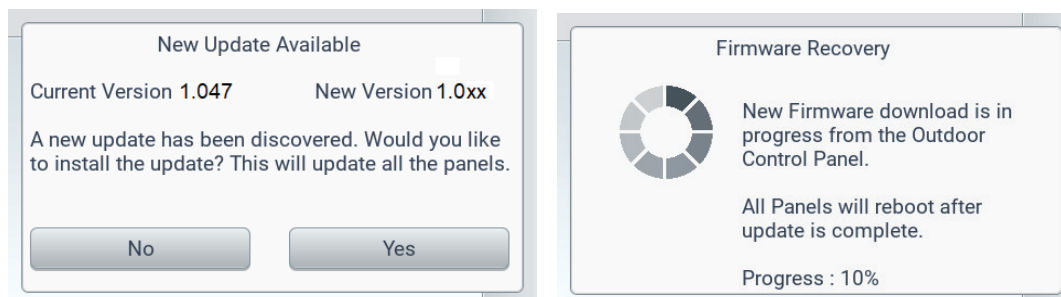 New Update Available
Current Version 1.047 New Version 1.0xx
A new update has been discovered. Would you like
to install the update? This will update all the panels.
No Yes
Firmware Recovery
New Firmware download is in
progress from the Outdoor
Control Panel.
All Panels will reboot after
update is complete.
Progress : 10%